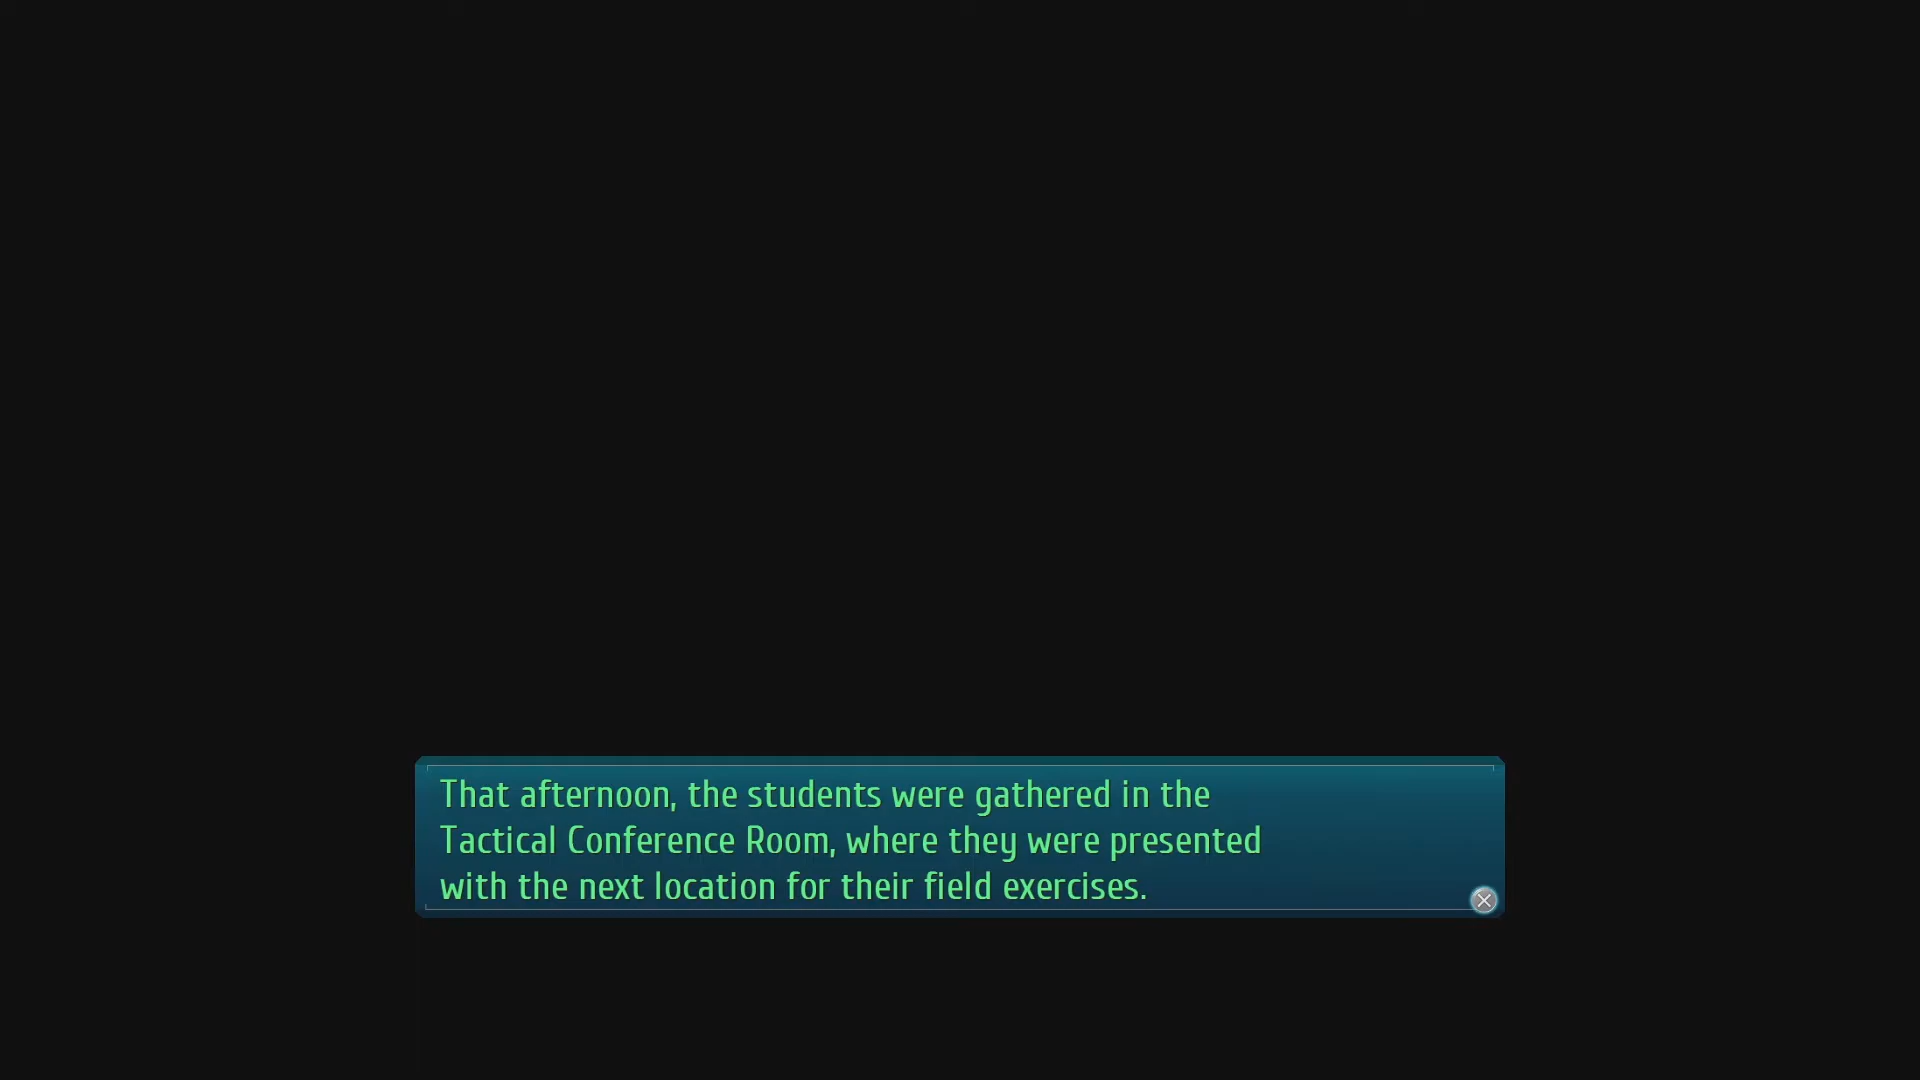 That afternoon, the students were gathered in the
Tactical Conference Room, where they were presented
with the next location for their field exercises.